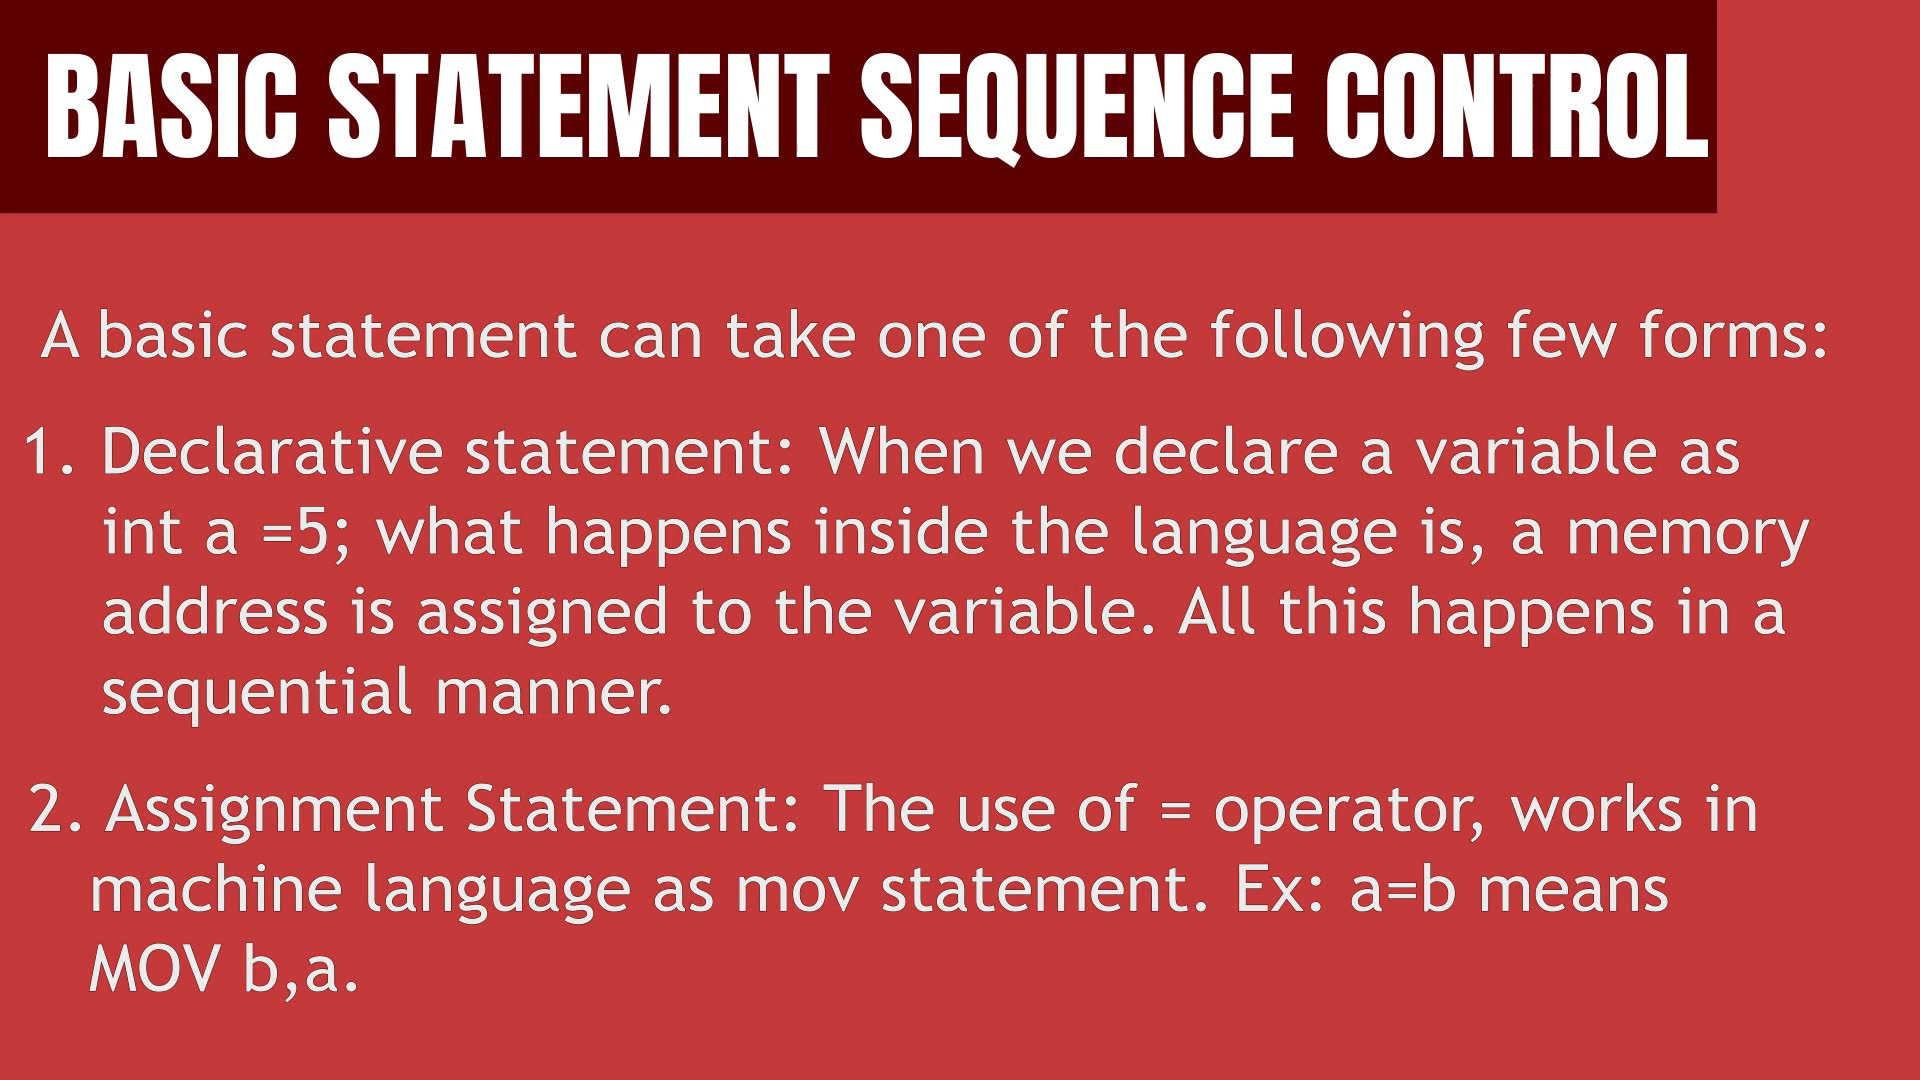 BASIC STATEMENT SEQUENCE CONTROL
A basic statement can take one of the following few forms:
1. Declarative statement: When we declare a variable as
int a =5; what happens inside the language is, a memory
address is assigned to the variable. All this happens in a
sequential manner.
2. Assignment Statement: The use of = operator, works in
machine language as mov statement. Ex: a=b means
MOV b,a.